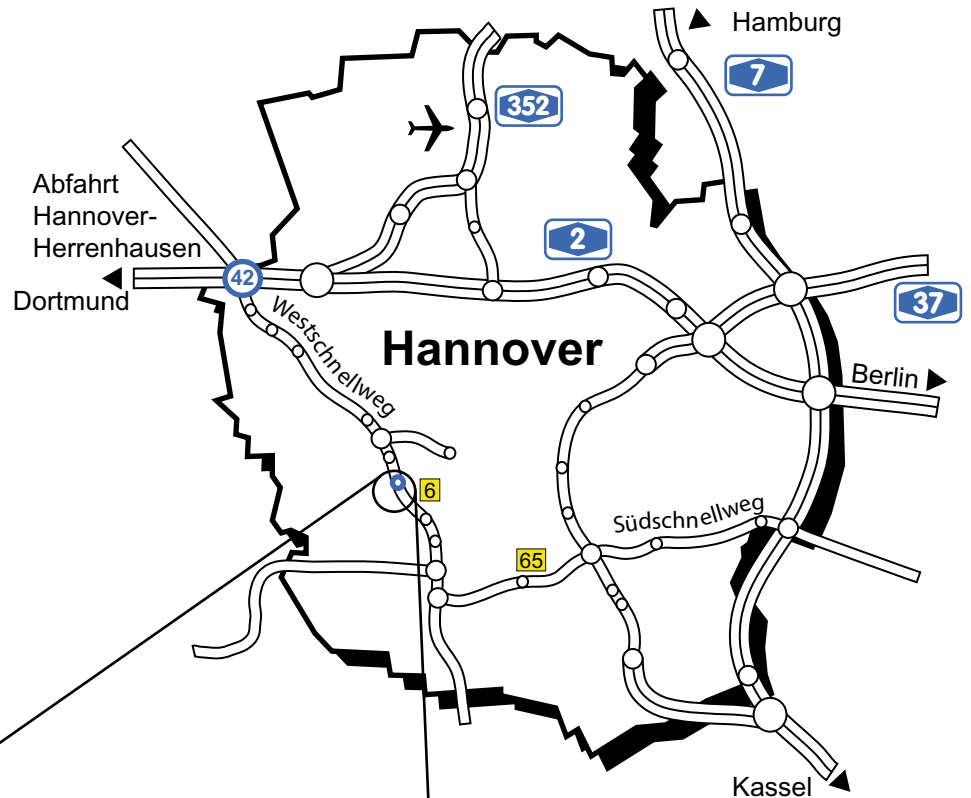 Hamburg
7
352
Abfahrt
Hannover-
Herrenhausen
2
42
Dortmund
37
Westschnellweg
Hannover
Berlin
6
Südschnellweg
65
Kassel